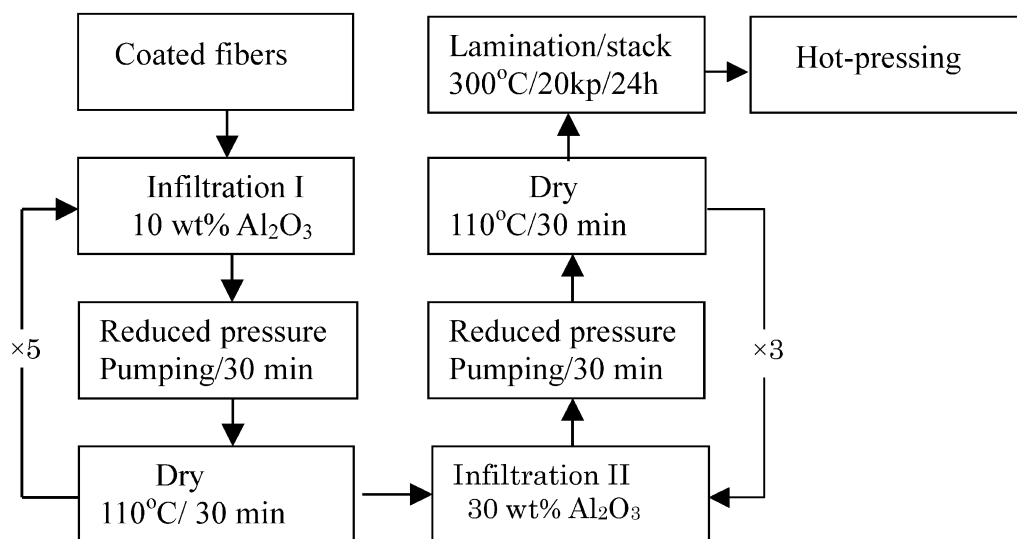 Coated fibers
Infiltration I
10 wt% Al₂O₃
Reduced pressure
Pumping/30 min
Dry
110°C/ 30 min
×5
Infiltration II
30 wt% Al₂O₃
Reduced pressure
Pumping/30 min
Dry
110°C/30 min
×3
Lamination/stack
300°C/20kp/24h
Hot-pressing